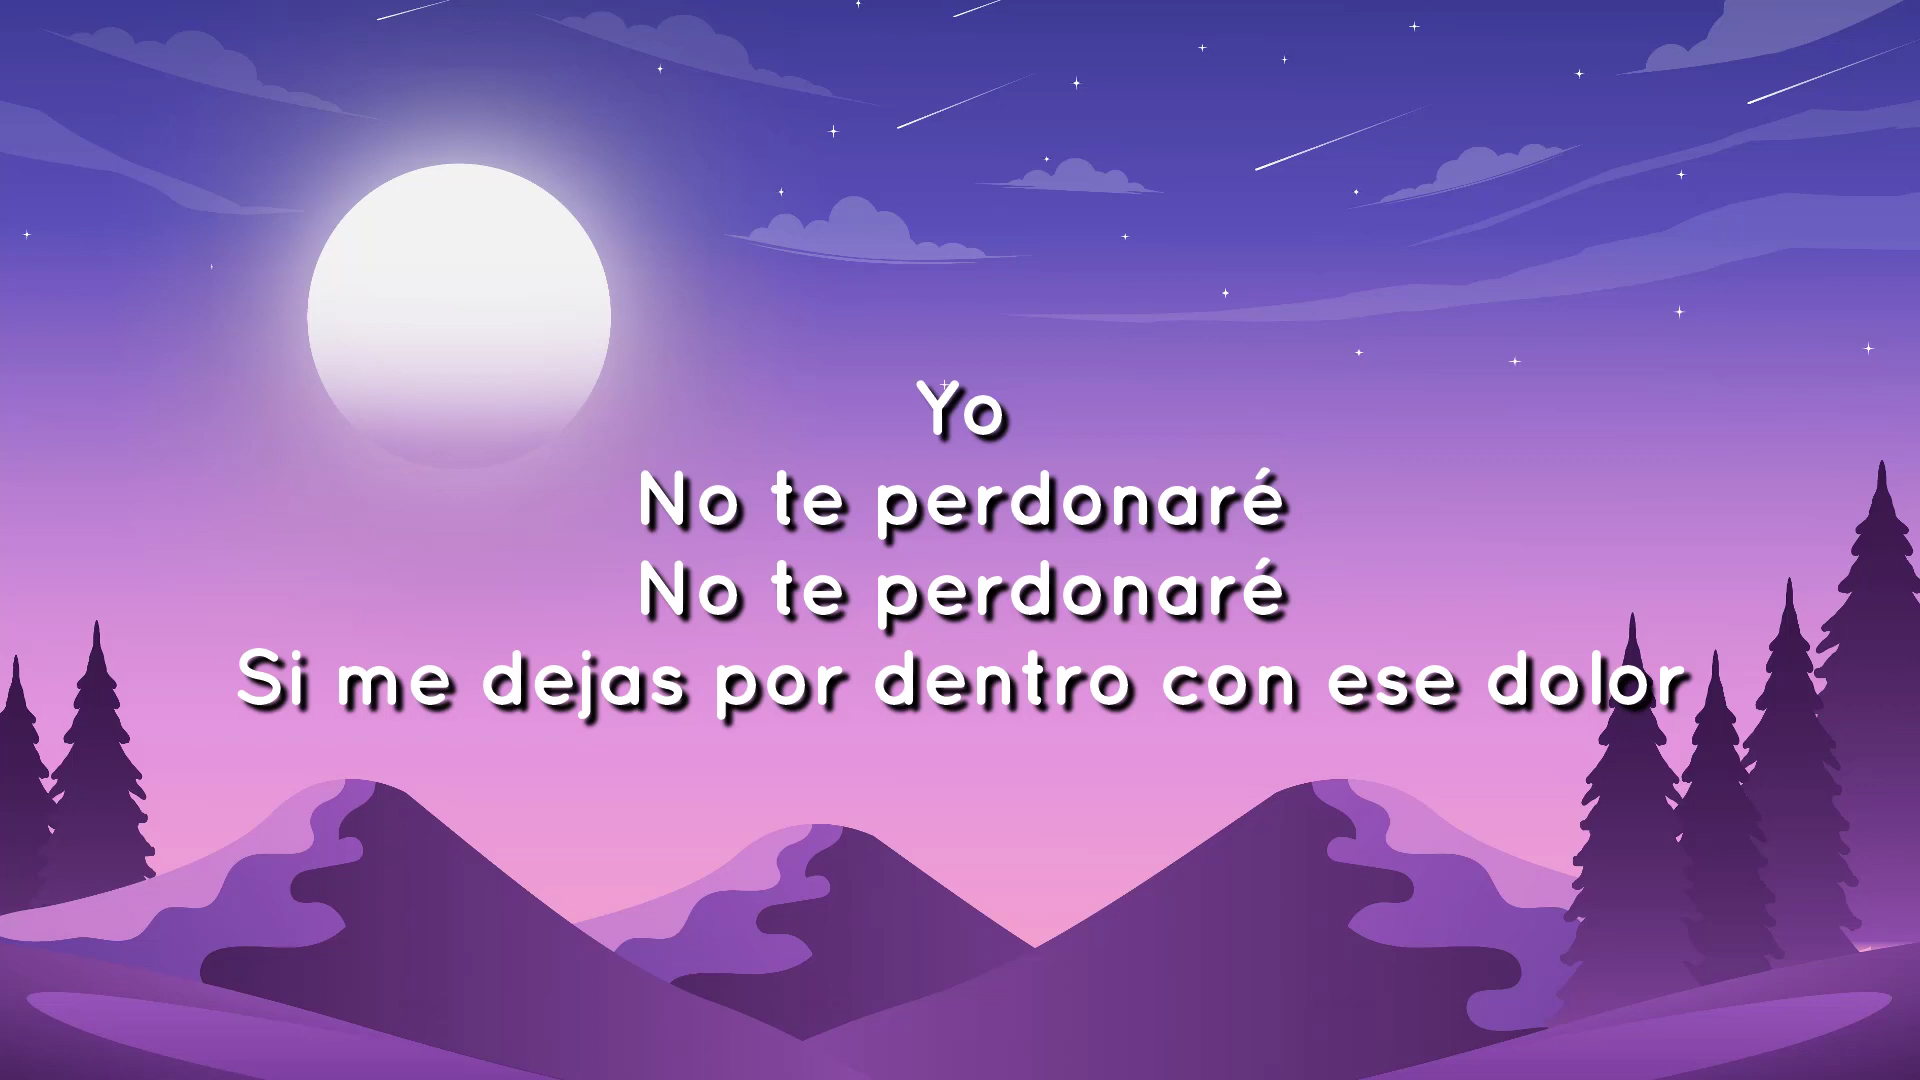 Yo
No te perdonaré
No te perdonaré
Si me dejas por dentro con ese dolor